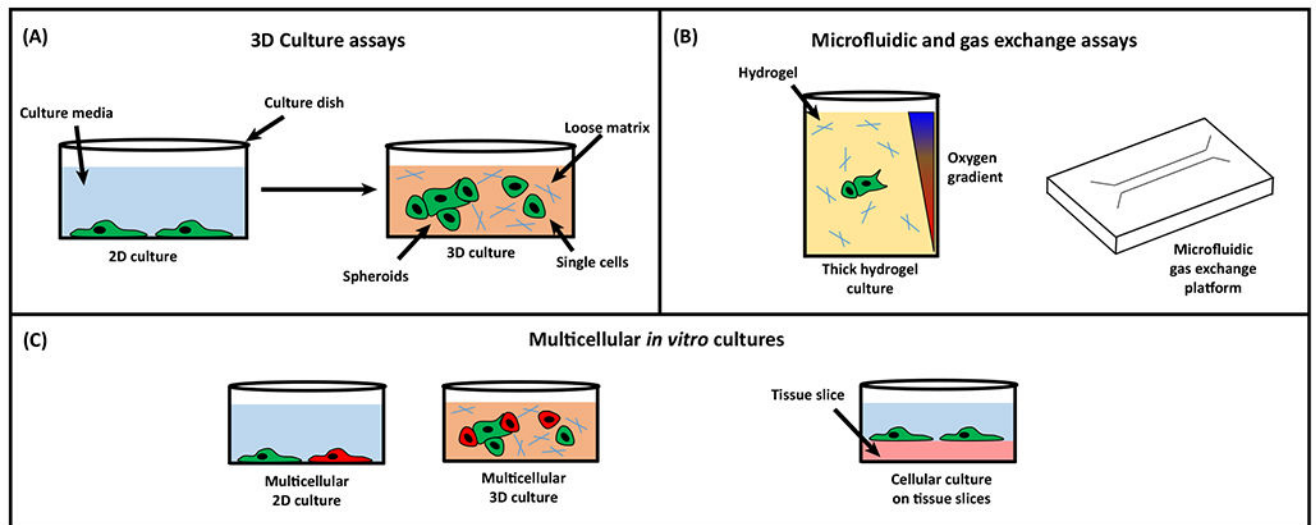 (A)
3D Culture assays
Culture media
Culture dish
Loose matrix
2D culture
Spheroids
3D culture
Single cells
(B)
Microfluidic and gas exchange assays
Hydrogel
Oxygen
gradient
Thick hydrogel
culture
Microfluidic
gas exchange
platform
(C)
Multicellular in vitro cultures
Multicellular
2D culture
Multicellular
3D culture
Tissue slice
Cellular culture
on tissue slices